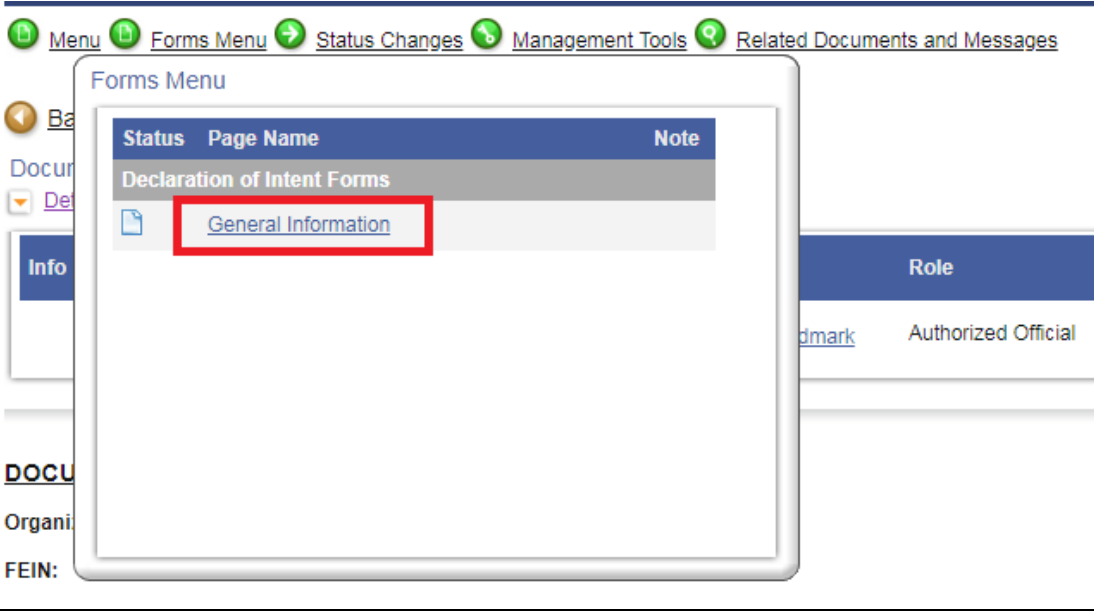 Menu Forms Menu Status Changes Management Tools Related Documents and Messages
Forms Menu
Status Page Name Note
Declaration of Intent Forms
General Information
Info Role
Authorized Official
FEIN: